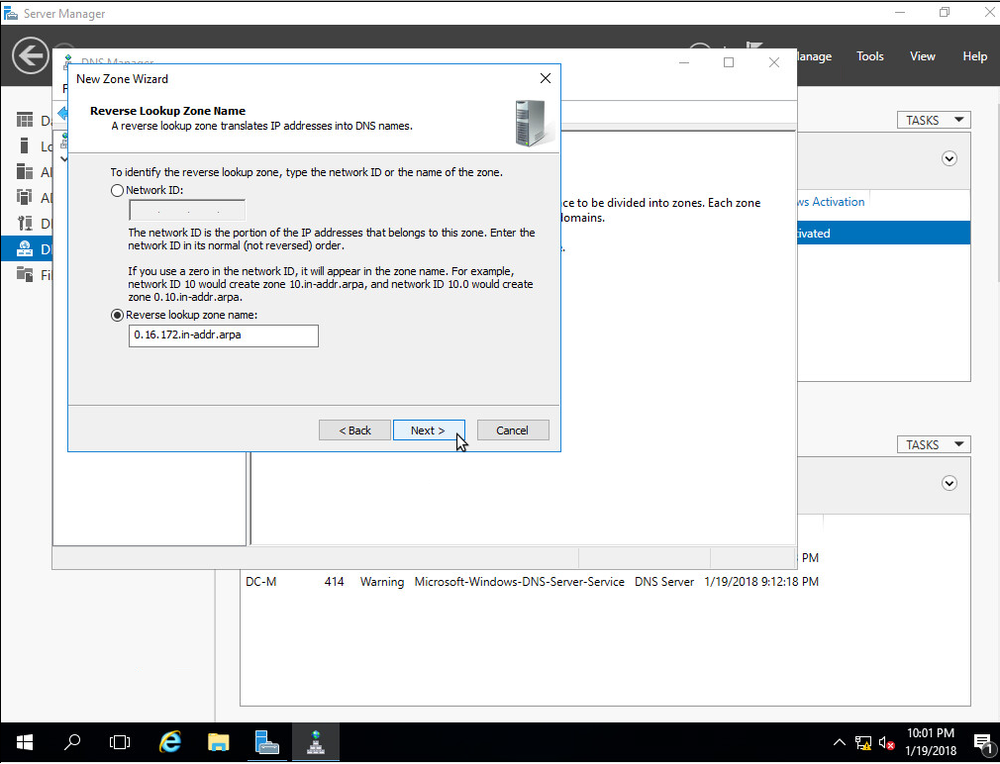 Server Manager
Manage
Tools
View
Help
DNS Manager
New Zone Wizard
Reverse Lookup Zone Name
A reverse lookup zone translates IP addresses into DNS names.
To identify the reverse lookup zone, type the network ID or the name of the zone.
Network ID:
. . .
The network ID is the portion of the IP addresses that belongs to this zone. Enter the
network ID in its normal (not reversed) order.
If you use a zero in the network ID, it will appear in the zone name. For example,
network ID 10 would create zone 10.in-addr.arpa, and network ID 10.0 would create
zone 0.10.in-addr.arpa.
Reverse lookup zone name:
0.16.172.in-addr.arpa
< Back
Next >
Cancel
TASKS
ce to be divided into zones. Each zone
domains.
ws Activation
ivated
TASKS
PM
DC-M 414 Warning Microsoft-Windows-DNS-Server-Service DNS Server 1/19/2018 9:12:18 PM
10:01 PM
1/19/2018
1